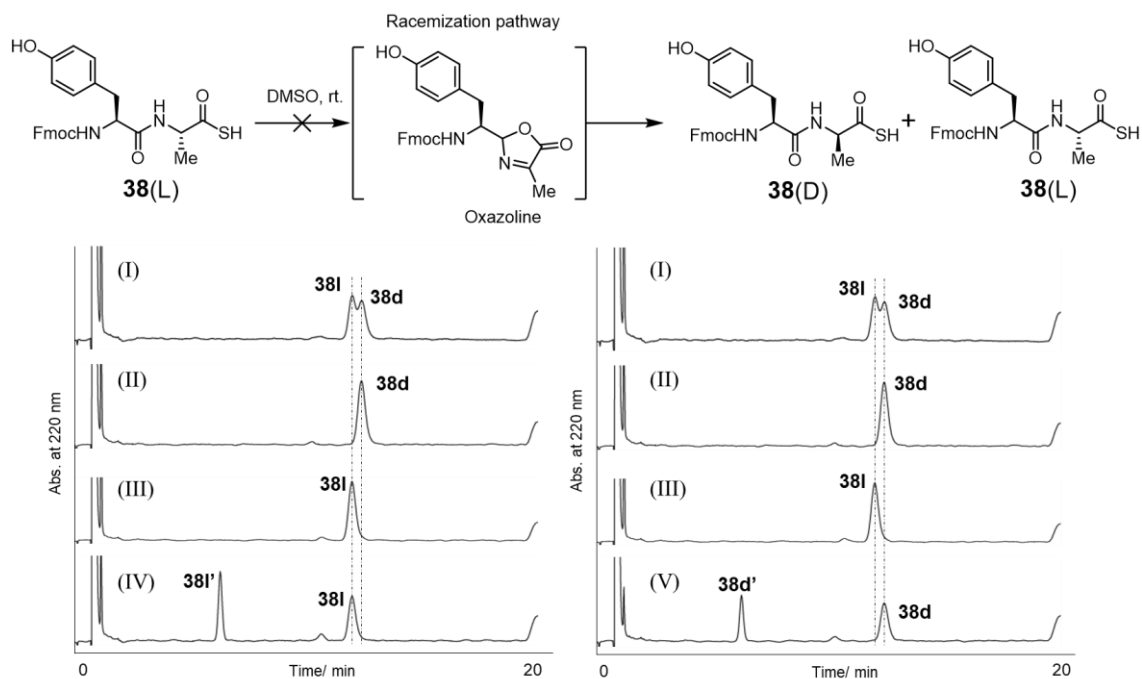 Racemization pathway
HO
O
SH
H
N
FmocHN
O
Me
38(L)
DMSO, rt.
HO
O
O
FmocHN
N
Me
Oxazoline
HO
O
SH
H
N
FmocHN
O
Me
38(D)
+
HO
O
SH
H
N
FmocHN
O
Me
38(L)
Abs. at 220 nm
(I)
38l
38d
(II)
38d
(III)
38l
(IV)
38l’
38l
0
Time/ min
20
Abs. at 220 nm
(I)
38l
38d
(II)
38d
(III)
38l
(V)
38d’
38d
0
Time/ min
20